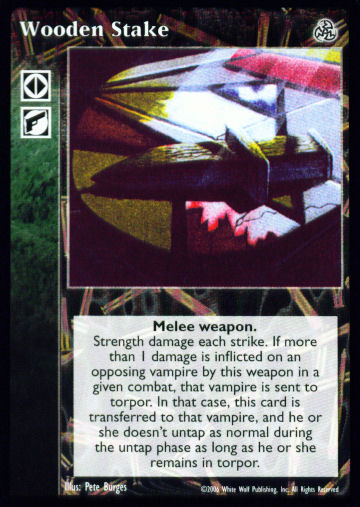 Wooden Stake
Melee weapon.
Strength damage each strike. If more
than 1 damage is inflicted on an
opposing vampire by this weapon in a
given combat, that vampire is sent to
torpor. In that case, this card is
transferred to that vampire, and he or
she doesn't untap as normal during
the untap phase as long as he or she
remains in torpor.
Illus: Pete Burges
©2006 White Wolf Publishing, Inc. All Rights Reserved